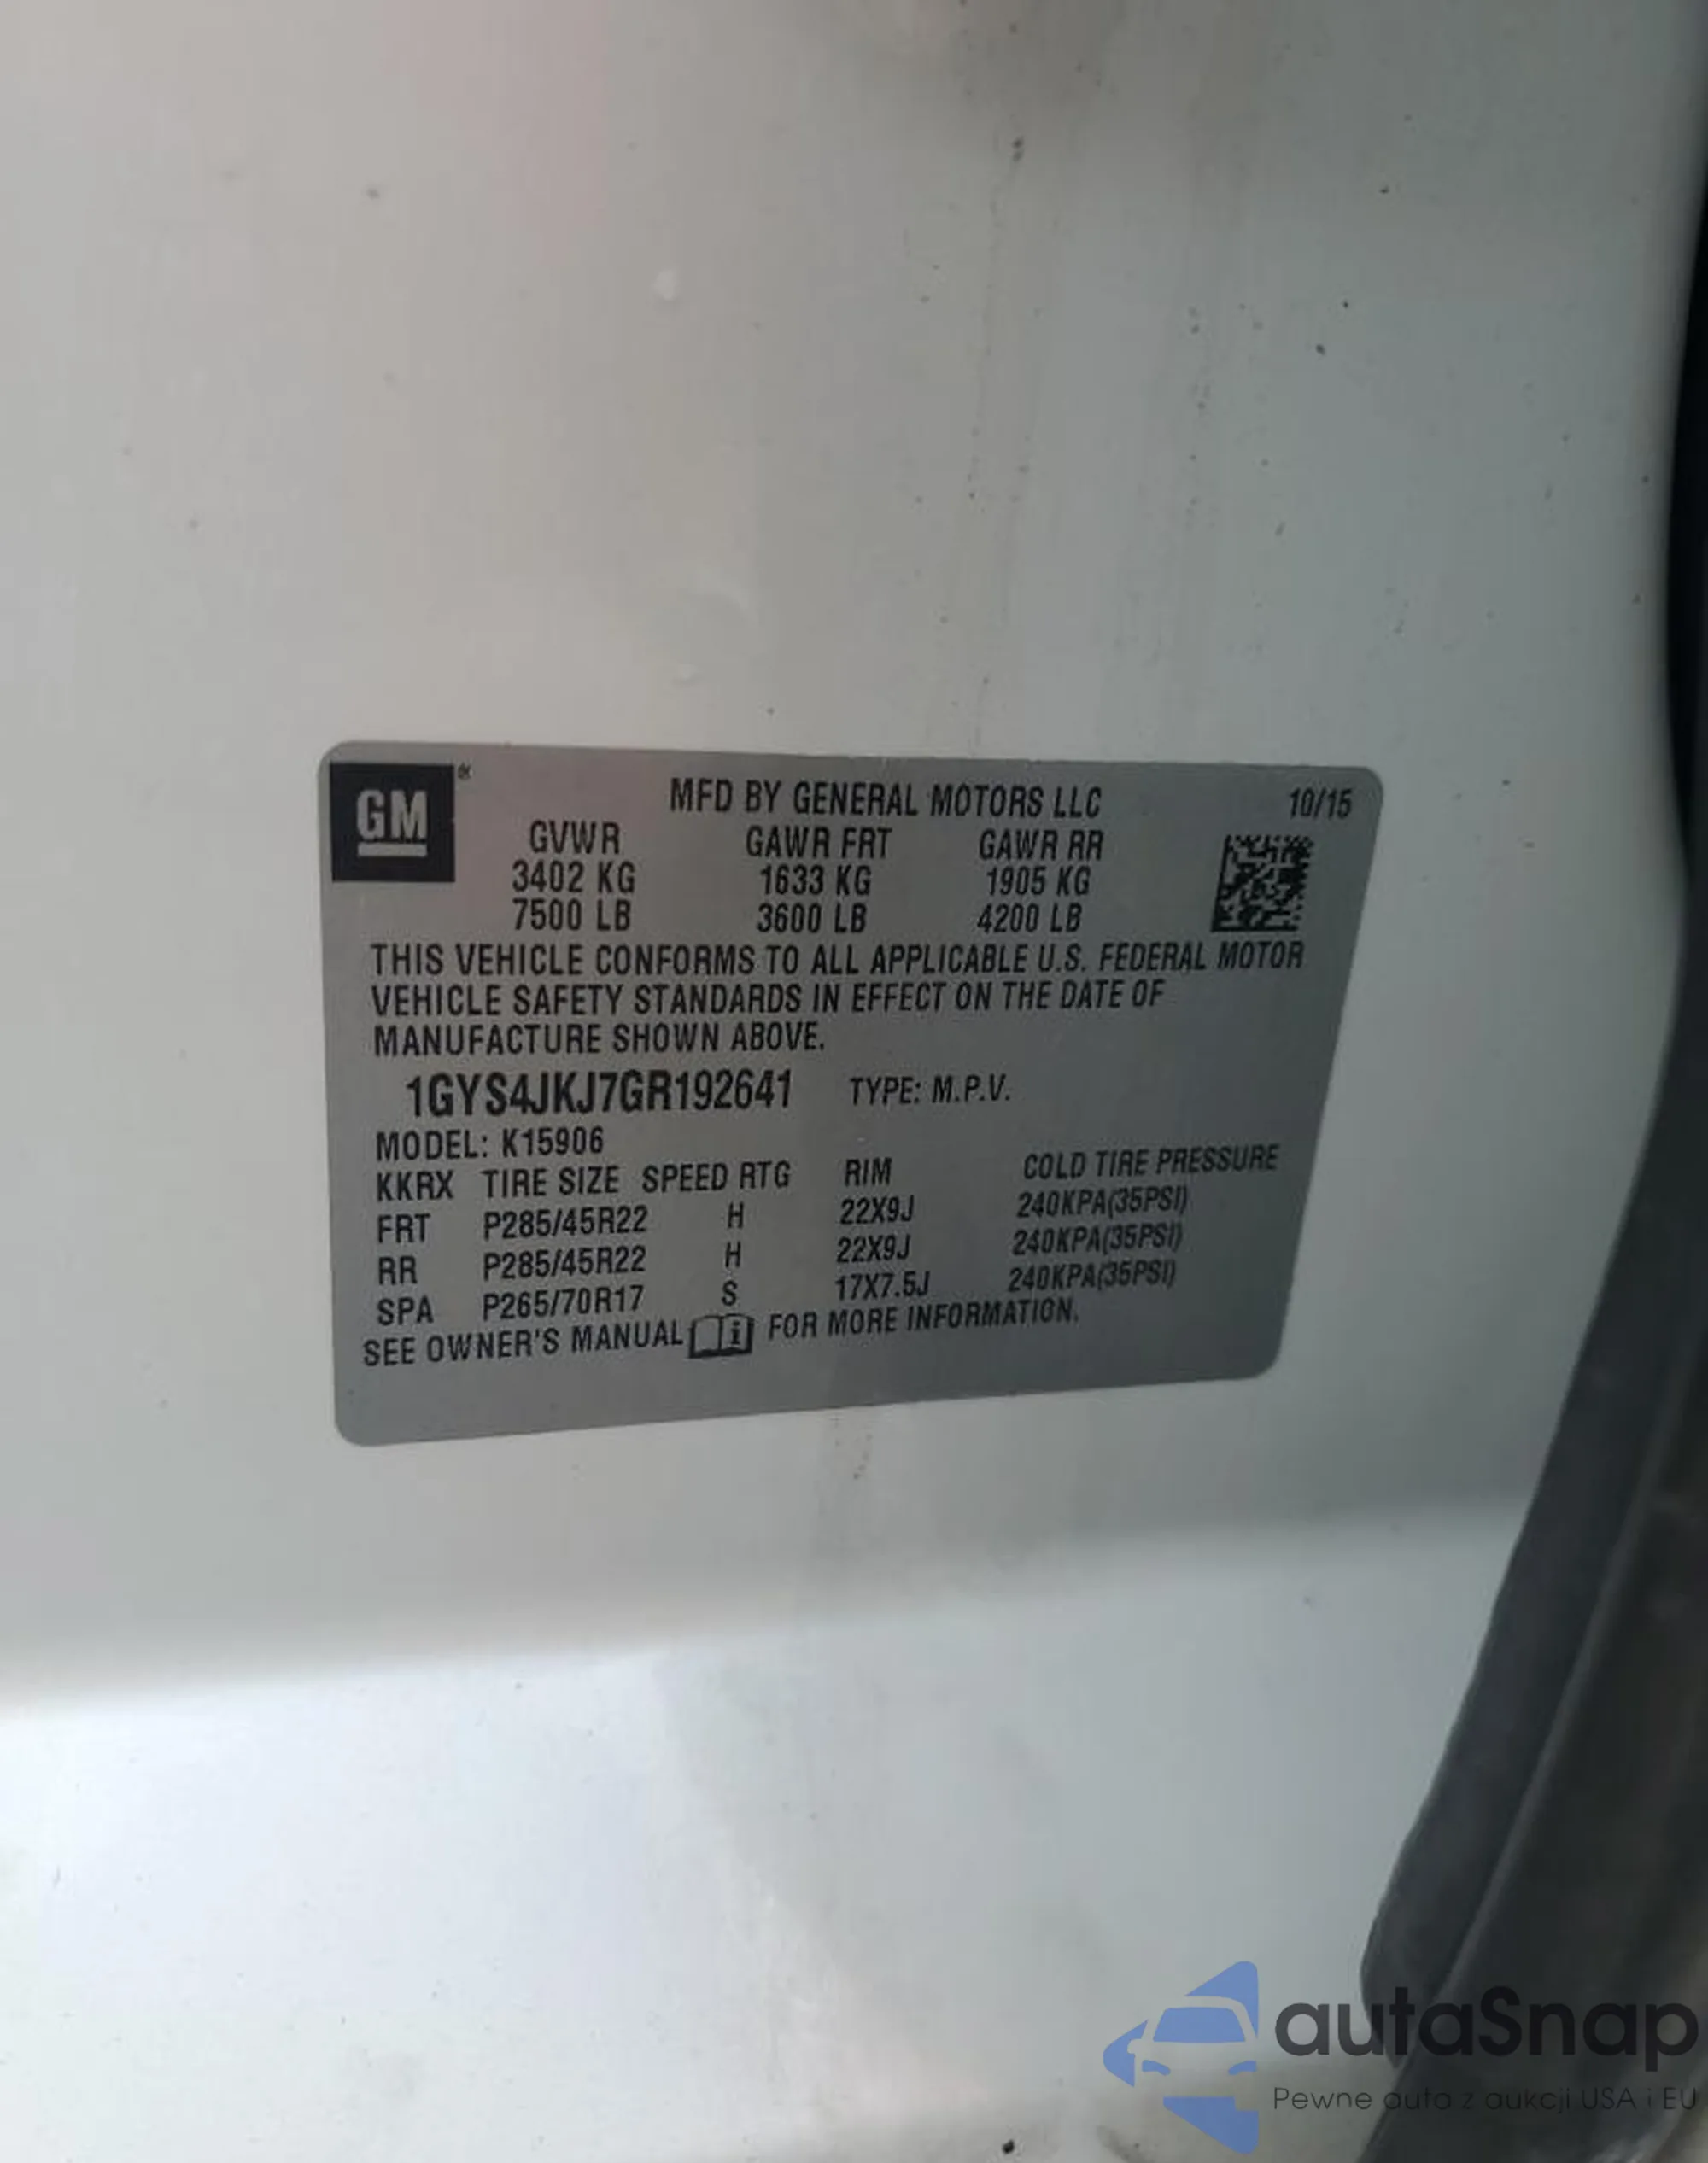 GM
MFD BY GENERAL MOTORS LLC 10/15
GVWR GAWR FRT GAWR RR
3402 KG 1633 KG 1905 KG
7500 LB 3600 LB 4200 LB
THIS VEHICLE CONFORMS TO ALL APPLICABLE U.S. FEDERAL MOTOR
VEHICLE SAFETY STANDARDS IN EFFECT ON THE DATE OF
MANUFACTURE SHOWN ABOVE.
1GYS4JKJ7GR192641 TYPE: M.P.V.
MODEL: K15906
KKRX TIRE SIZE SPEED RTG RIM COLD TIRE PRESSURE
FRT P285/45R22 H 22X9J 240KPA(35PSI)
RR P285/45R22 H 22X9J 240KPA(35PSI)
SPA P265/70R17 S 17X7.5J 240KPA(35PSI)
SEE OWNER'S MANUAL FOR MORE INFORMATION.
autaSnap
Pewne auta z aukcji USA i EU